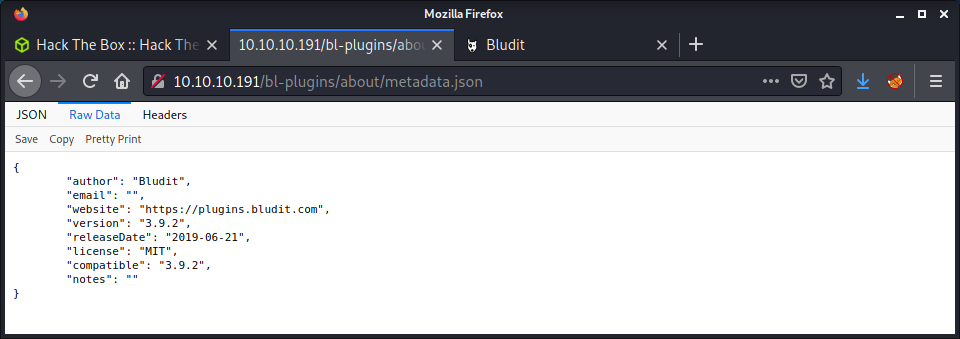 Mozilla Firefox
Hack The Box :: Hack The
10.10.10.191/bl-plugins/abou
Bludit
10.10.10.191/bl-plugins/about/metadata.json
JSON Raw Data Headers
Save Copy Pretty Print
{
"author": "Bludit",
"email": "",
"website": "https://plugins.bludit.com",
"version": "3.9.2",
"releaseDate": "2019-06-21",
"license": "MIT",
"compatible": "3.9.2",
"notes": ""
}